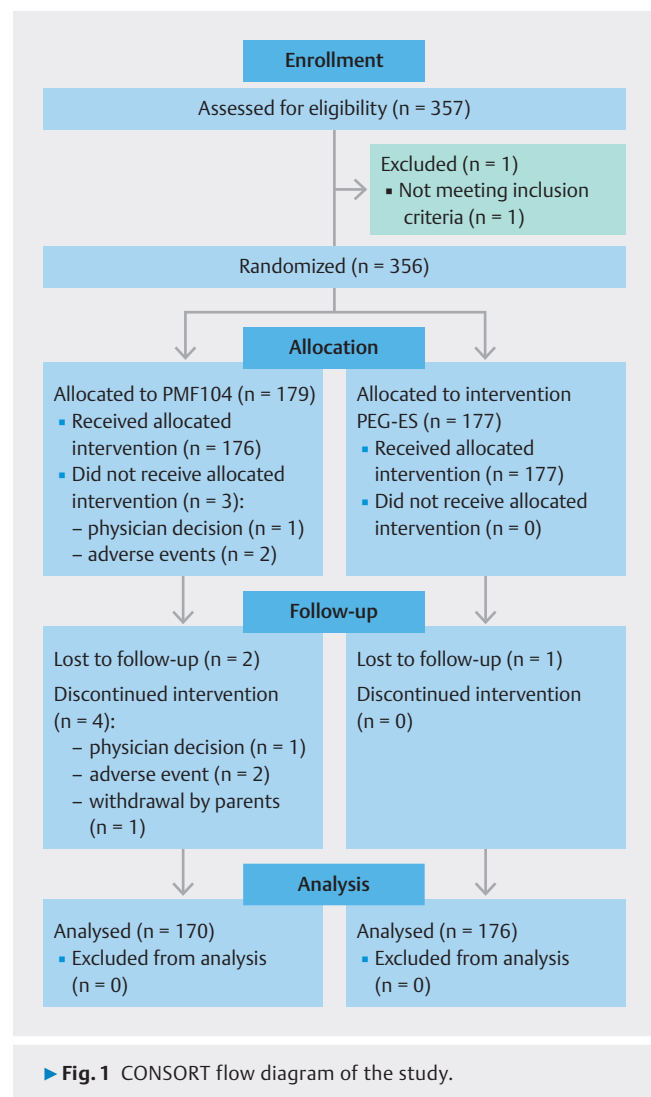 Enrollment
Assessed for eligibility (n = 357)
Excluded (n = 1)
▪ Not meeting inclusion
criteria (n = 1)
Randomized (n = 356)
Allocation
Allocated to PMF104 (n = 179)
▪ Received allocated
intervention (n = 176)
▪ Did not receive allocated
intervention (n = 3):
– physician decision (n = 1)
– adverse events (n = 2)
Allocated to intervention
PEG-ES (n = 177)
▪ Received allocated
intervention (n = 177)
▪ Did not receive allocated
intervention (n = 0)
Follow-up
Lost to follow-up (n = 2)
Discontinued intervention
(n = 4):
– physician decision (n = 1)
– adverse event (n = 2)
– withdrawal by parents
(n = 1)
Lost to follow-up (n = 1)
Discontinued intervention
(n = 0)
Analysis
Analysed (n = 170)
▪ Excluded from analysis
(n = 0)
Analysed (n = 176)
▪ Excluded from analysis
(n = 0)
▶ Fig. 1 CONSORT flow diagram of the study.